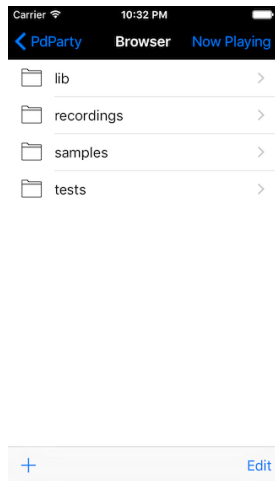 Carrier 10:32 PM
PdParty Browser Now Playing
lib
recordings
samples
tests
Edit